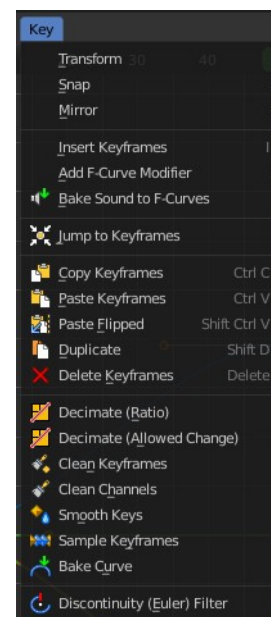 Key
Transform 30 40
Snap
Mirror
Insert Keyframes I
Add F-Curve Modifier
Bake Sound to F-Curves
Jump to Keyframes
Copy Keyframes Ctrl C
Paste Keyframes Ctrl V
Paste Flipped Shift Ctrl V
Duplicate Shift D
Delete Keyframes Delete
Decimate (Ratio)
Decimate (Allowed Change)
Clean Keyframes
Clean Channels
Smooth Keys
Sample Keyframes
Bake Curve
Discontinuity (Euler) Filter